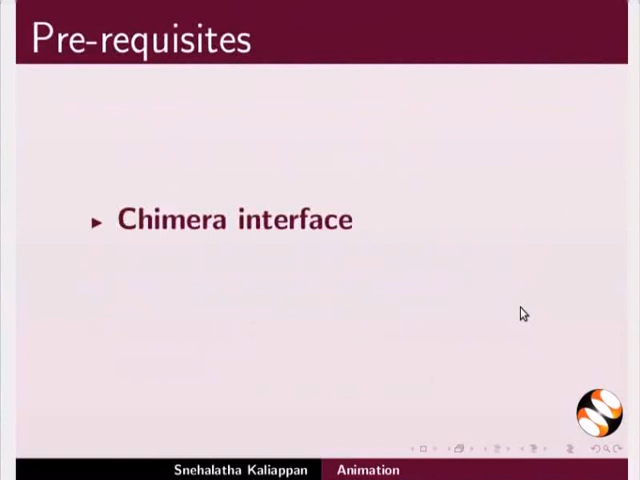 Pre-requisites
Chimera interface
Snehalatha Kaliappan
Animation